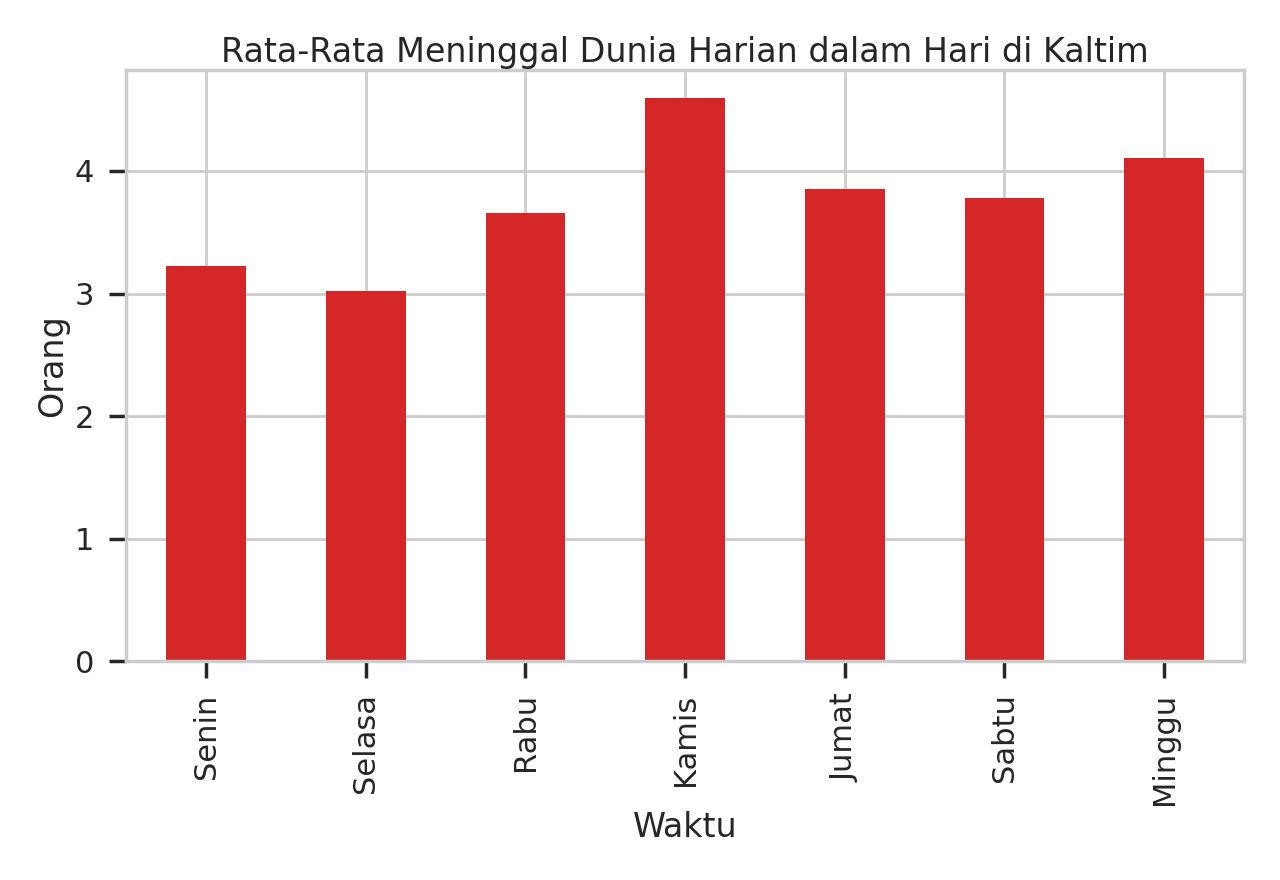 Rata-Rata Meninggal Dunia Harian dalam Hari di Kaltim
Orang
4
3
2
1
0
Senin
Selasa
Rabu
Kamis
Jumat
Sabtu
Minggu
Waktu